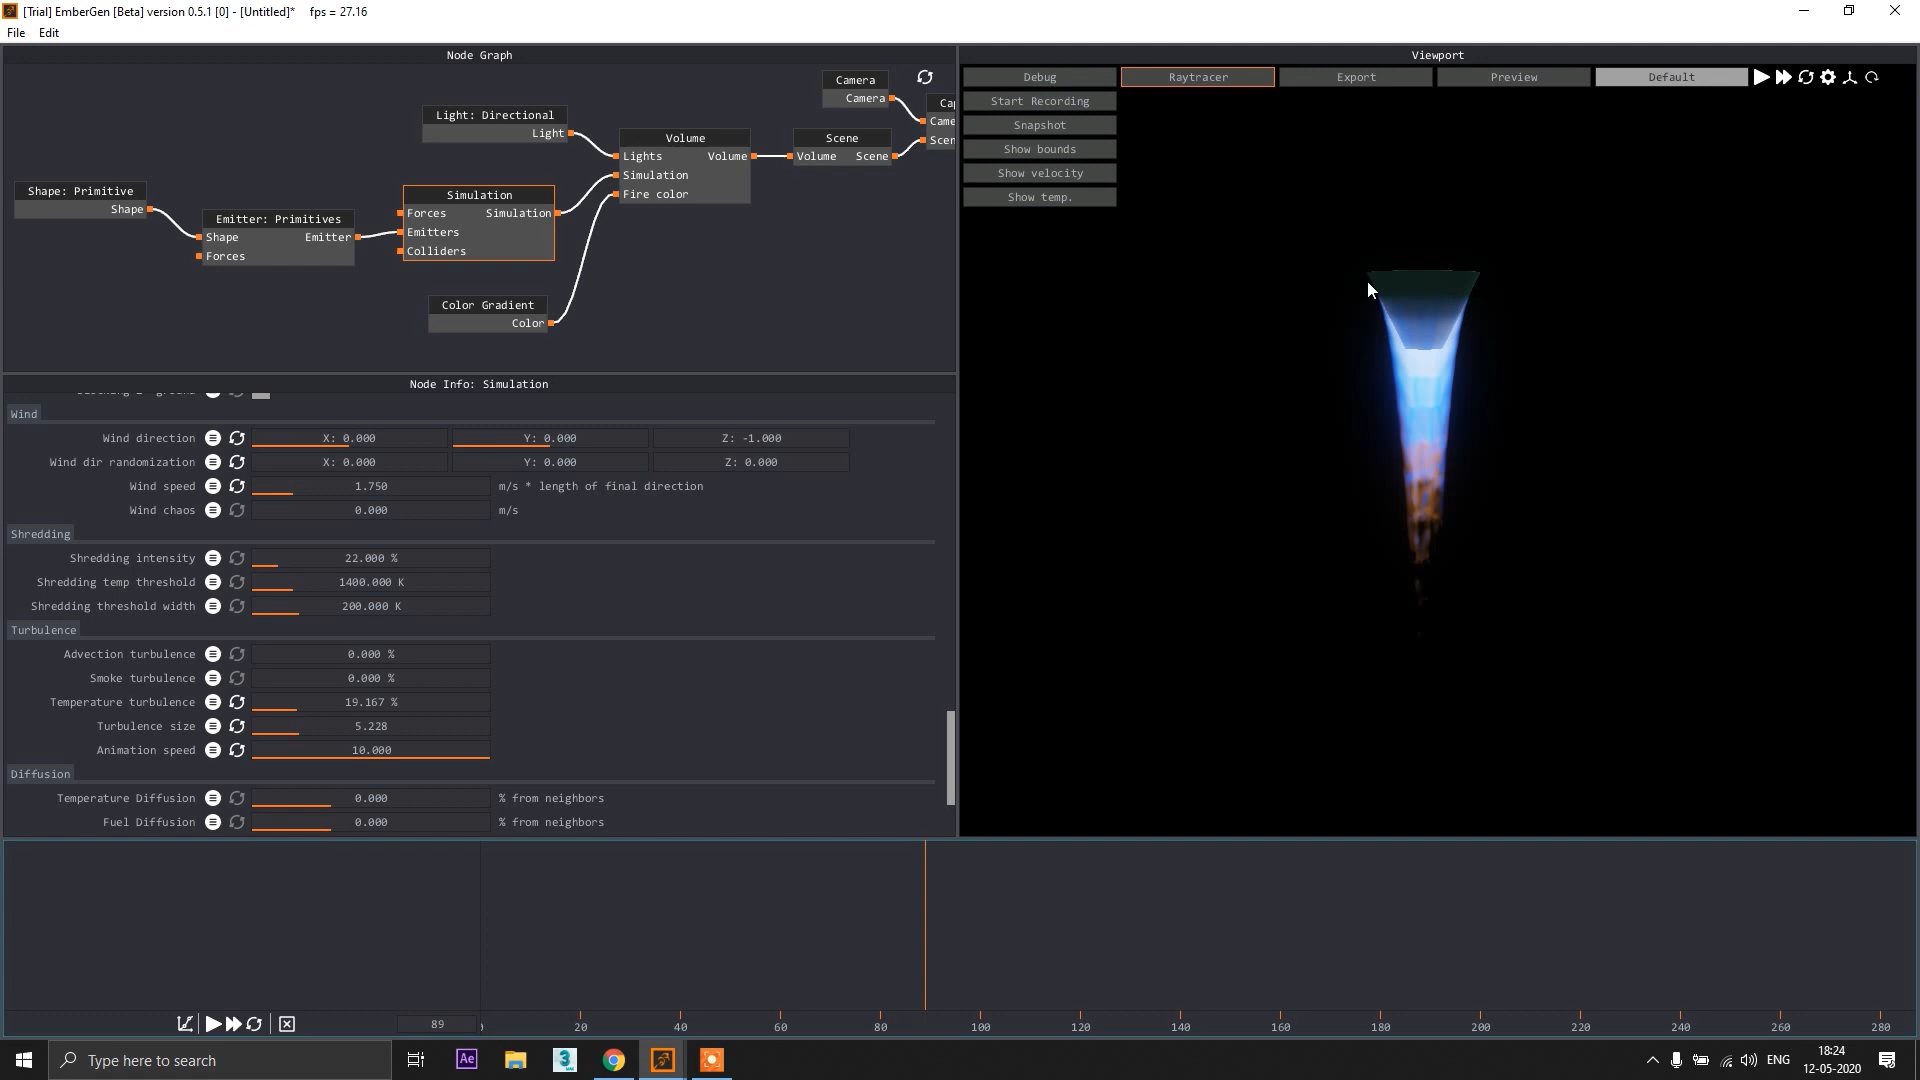 [Trial] EmberGen [Beta] version 0.5.1 [0] - [Untitled]* fps = 27.16
File Edit
Node Graph
Viewport
Camera
Camera
Light: Directional
Light
Volume
Lights Volume
Simulation
Fire color
Scene
Volume Scene
Shape: Primitive
Shape
Emitter: Primitives
Shape Emitter
Forces
Simulation
Forces Simulation
Emitters
Colliders
Color Gradient
Color
Debug Raytracer Export Preview Default
Start Recording
Snapshot
Show bounds
Show velocity
Show temp.
Node Info: Simulation
Wind
Wind direction X: 0.000 Y: 0.000 Z: -1.000
Wind dir randomization X: 0.000 Y: 0.000 Z: 0.000
Wind speed 1.750 m/s * length of final direction
Wind chaos 0.000 m/s
Shredding
Shredding intensity 22.000 %
Shredding temp threshold 1400.000 K
Shredding threshold width 200.000 K
Turbulence
Advection turbulence 0.000 %
Smoke turbulence 0.000 %
Temperature turbulence 19.167 %
Turbulence size 5.228
Animation speed 10.000
Diffusion
Temperature Diffusion 0.000 % from neighbors
Fuel Diffusion 0.000 % from neighbors
89 20 40 60 80 100 120 140 160 180 200 220 240 260 280
Type here to search
Ae
3
ENG
18:24
12-05-2020